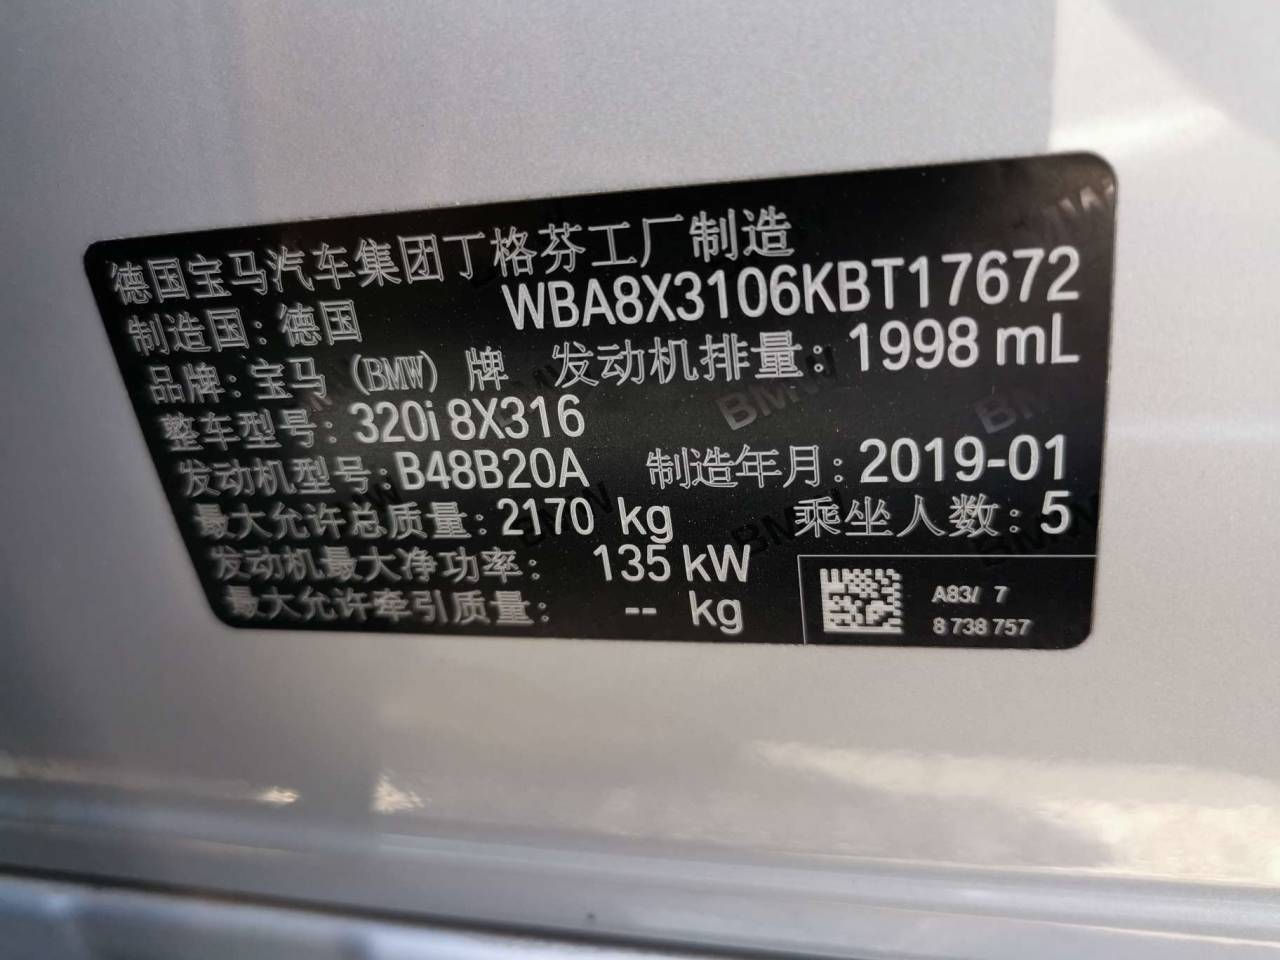 德国宝马汽车集团丁格芬工厂制造
制造国：德国 WBA8X3106KBT17672
品牌：宝马（BMW）牌 发动机排量：1998 mL
整车型号：320i 8X316
发动机型号：B48B20A 制造年月：2019-01
最大允许总质量：2170 kg 乘坐人数：5
发动机最大净功率： 135 kW
最大允许牵引质量： -- kg
A83/ 7
8 738 757